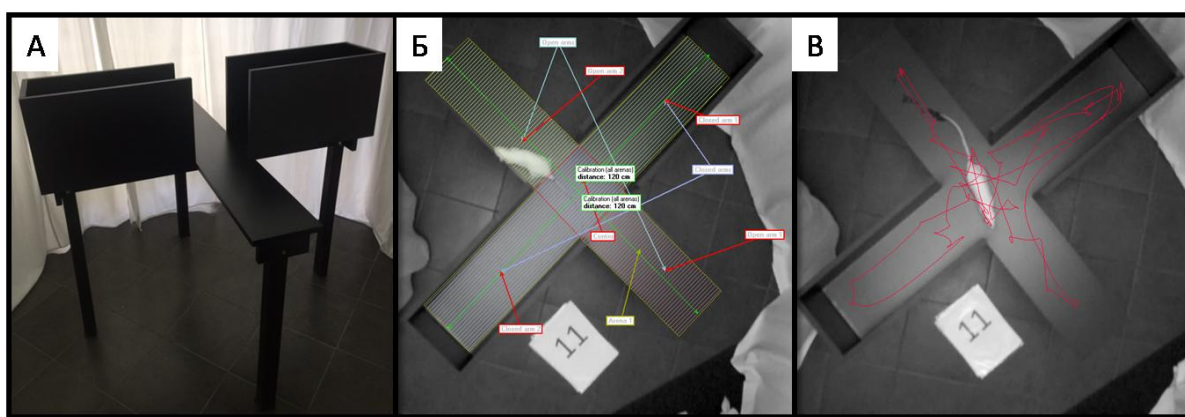 А
Б
В
Open arms
Open arm 2
Closed arm 1
Calibration (all arenas)
distance: 120 cm
Closed arms
Calibration (all arenas)
distance: 120 cm
Center
Open arm 1
Closed arm 2
Arena 1
11
11